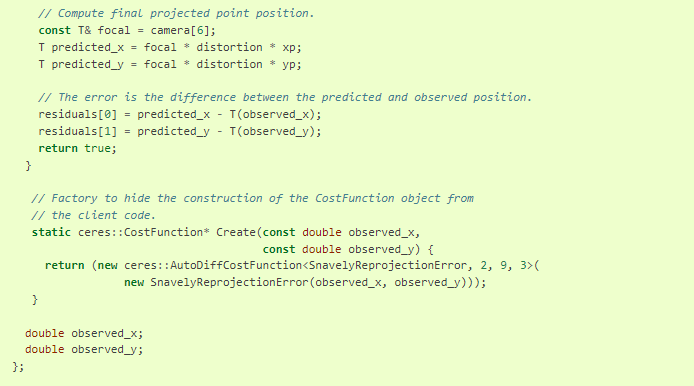 // Compute final projected point position.
const T& focal = camera[6];
T predicted_x = focal * distortion * xp;
T predicted_y = focal * distortion * yp;

// The error is the difference between the predicted and observed position.
residuals[0] = predicted_x - T(observed_x);
residuals[1] = predicted_y - T(observed_y);
return true;
}

// Factory to hide the construction of the CostFunction object from
// the client code.
static ceres::CostFunction* Create(const double observed_x,
const double observed_y) {
return (new ceres::AutoDiffCostFunction<SnavelyReprojectionError, 2, 9, 3>(
new SnavelyReprojectionError(observed_x, observed_y)));
}

double observed_x;
double observed_y;
};